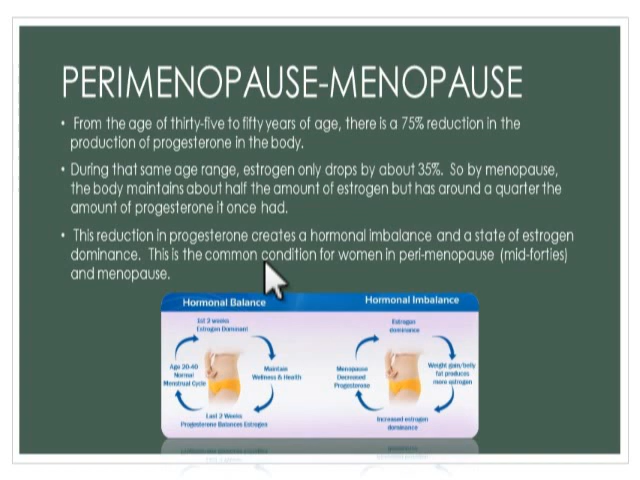 PERIMENOPAUSE-MENOPAUSE
• From the age of thirty-five to fifty years of age, there is a 75% reduction in the
production of progesterone in the body.
• During that same age range, estrogen only drops by about 35%. So by menopause,
the body maintains about half the amount of estrogen but has around a quarter the
amount of progesterone it once had.
• This reduction in progesterone creates a hormonal imbalance and a state of estrogen
dominance. This is the common condition for women in peri-menopause (mid-forties)
and menopause.
Hormonal Balance
1st 2 weeks
Estrogen Dominant
Age 20-40
Normal
Menstrual Cycle
Maintain
Wellness & Health
Last 2 Weeks
Progesterone Balances Estrogen
Hormonal Imbalance
Estrogen
dominance
Menopause
Decreased
Progesterone
Weight gain/belly
fat produces
more estrogen
Increased estrogen
dominance